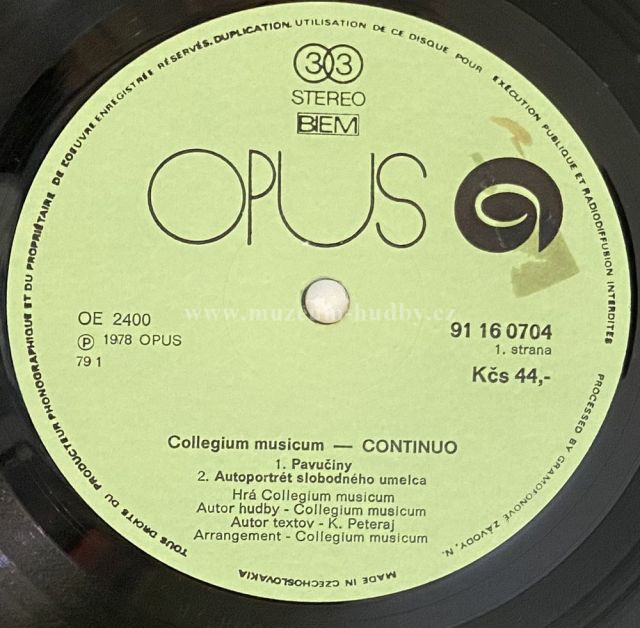 TOUS DROITS DU PRODUCTEUR PHONOGRAPHIQUE ET DU PROPRIÉTAIRE DE L'OEUVRE ENREGISTRÉE RÉSERVÉS. DUPLICATION. UTILISATION DE CE DISQUE POUR EXÉCUTION PUBLIQUE ET RADIODIFFUSION INTERDITES
33
STEREO
BIEM
OPUS
www.muzeum-hudby.cz
OE 2400
Ⓟ 1978 OPUS
79 1
91 16 0704
1. strana
Kčs 44,-
Collegium musicum — CONTINUO
1. Pavučiny
2. Autoportrét slobodného umelca
Hrá Collegium musicum
Autor hudby - Collegium musicum
Autor textov - K. Peteraj
Arrangement - Collegium musicum
PROCESSED BY GRAMOFONOVÉ ZÁVODY, N.
MADE IN CZECHOSLOVAKIA